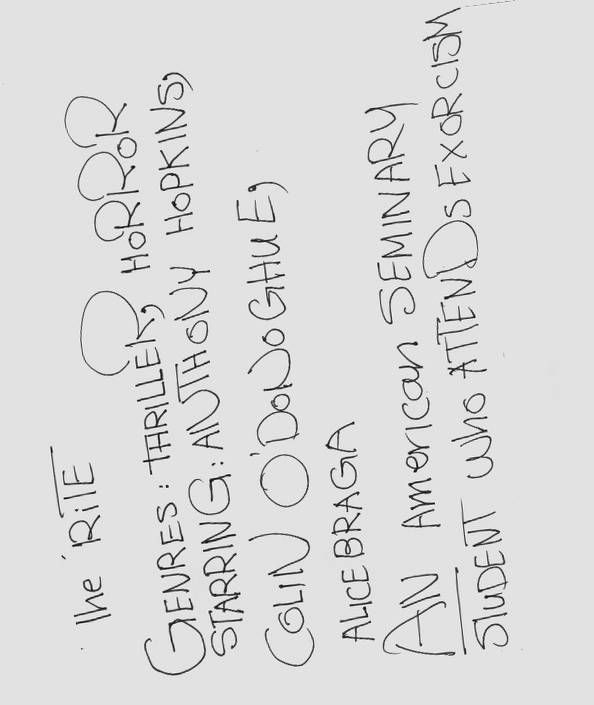 The RiTE
GENRES: THRILLER, HORROR
STARRING: ANTHONY HOPKINS,
COLIN O'DONOGHUE,
ALICE BRAGA
AN American SEMINARY
STUDENT who ATTENDS EXORCISM